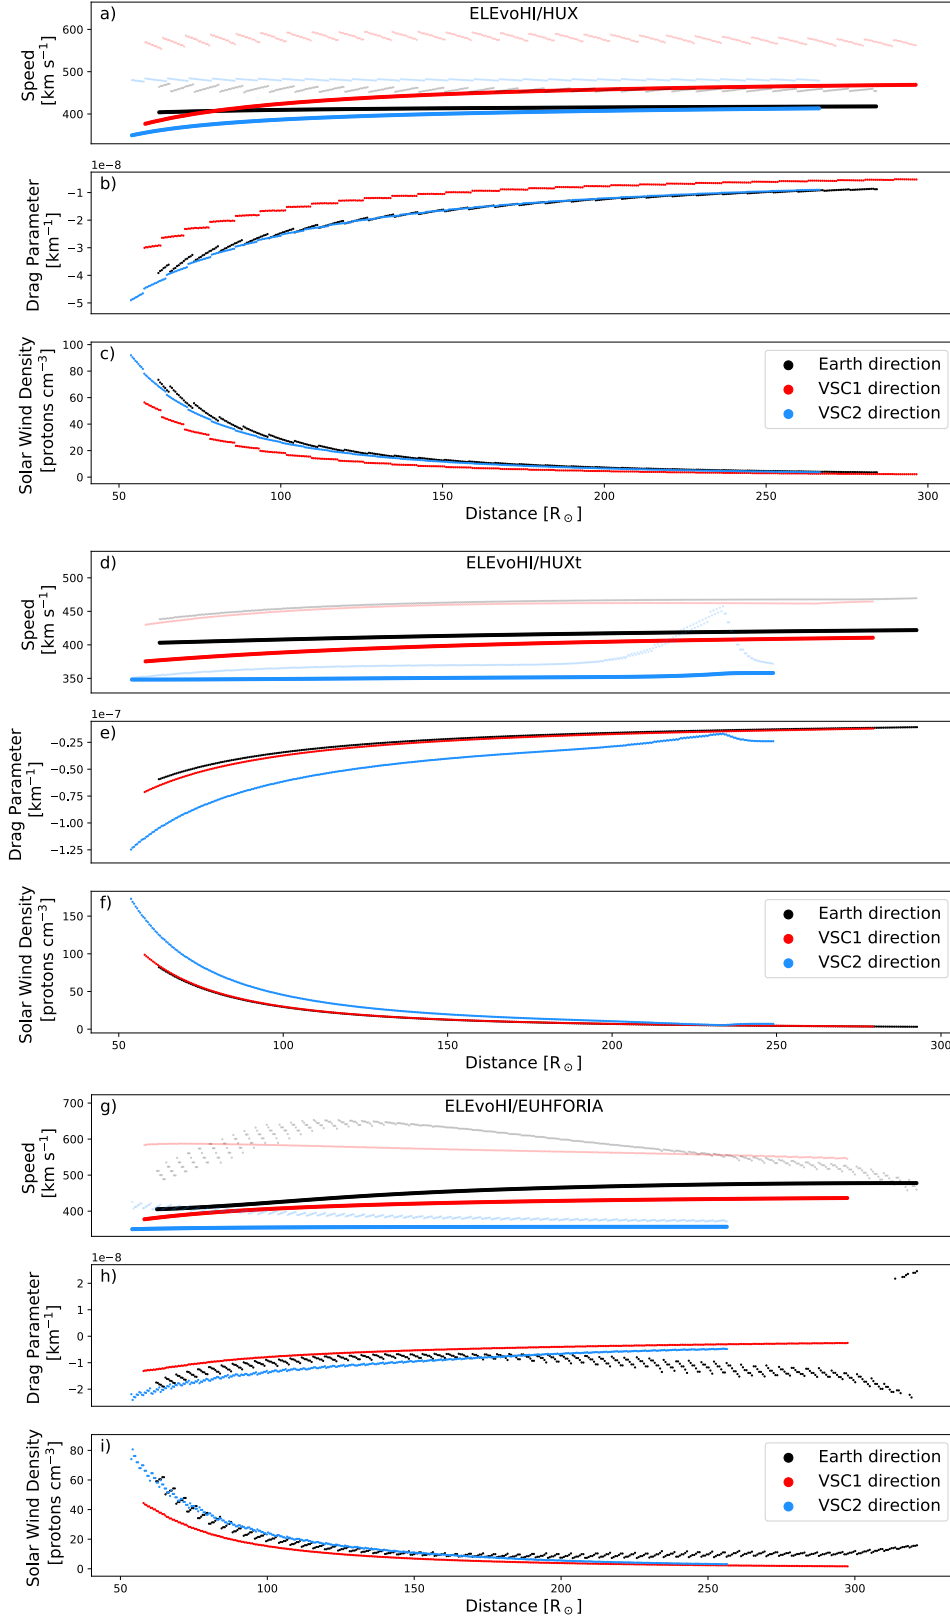 a) ELEvoHI/HUX
Speed
[km s⁻¹]
600
500
400
1e-8
b)
Drag Parameter
[km⁻¹]
−1
−2
−3
−4
−5
c)
Solar Wind Density
[protons cm⁻³]
100
80
60
40
20
0
Earth direction
VSC1 direction
VSC2 direction
50 100 150 200 250 300
Distance [R☉]
d) ELEvoHI/HUXt
Speed
[km s⁻¹]
500
450
400
350
1e-7
e)
Drag Parameter
[km⁻¹]
−0.25
−0.50
−0.75
−1.00
−1.25
f)
Solar Wind Density
[protons cm⁻³]
150
100
50
0
Earth direction
VSC1 direction
VSC2 direction
50 100 150 200 250 300
Distance [R☉]
g) ELEvoHI/EUHFORIA
Speed
[km s⁻¹]
700
600
500
400
1e-8
h)
Drag Parameter
[km⁻¹]
2
1
0
−1
−2
i)
Solar Wind Density
[protons cm⁻³]
80
60
40
20
0
Earth direction
VSC1 direction
VSC2 direction
50 100 150 200 250 300
Distance [R☉]